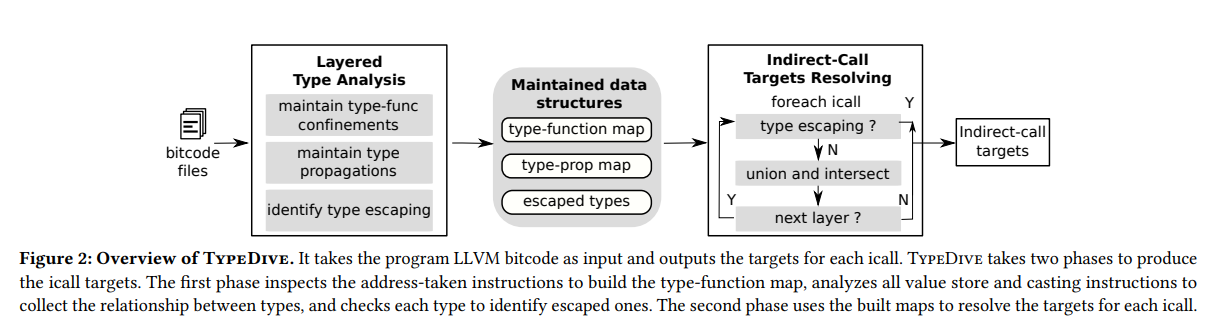 bitcode
files
Layered
Type Analysis
maintain type-func
confinements
maintain type
propagations
identify type escaping
Maintained data
structures
type-function map
type-prop map
escaped types
Indirect-Call
Targets Resolving
foreach icall
Y
type escaping ?
N
union and intersect
Y
N
next layer ?
Indirect-call
targets
Figure 2: Overview of TypeDive. It takes the program LLVM bitcode as input and outputs the targets for each icall. TypeDive takes two phases to produce
the icall targets. The first phase inspects the address-taken instructions to build the type-function map, analyzes all value store and casting instructions to
collect the relationship between types, and checks each type to identify escaped ones. The second phase uses the built maps to resolve the targets for each icall.